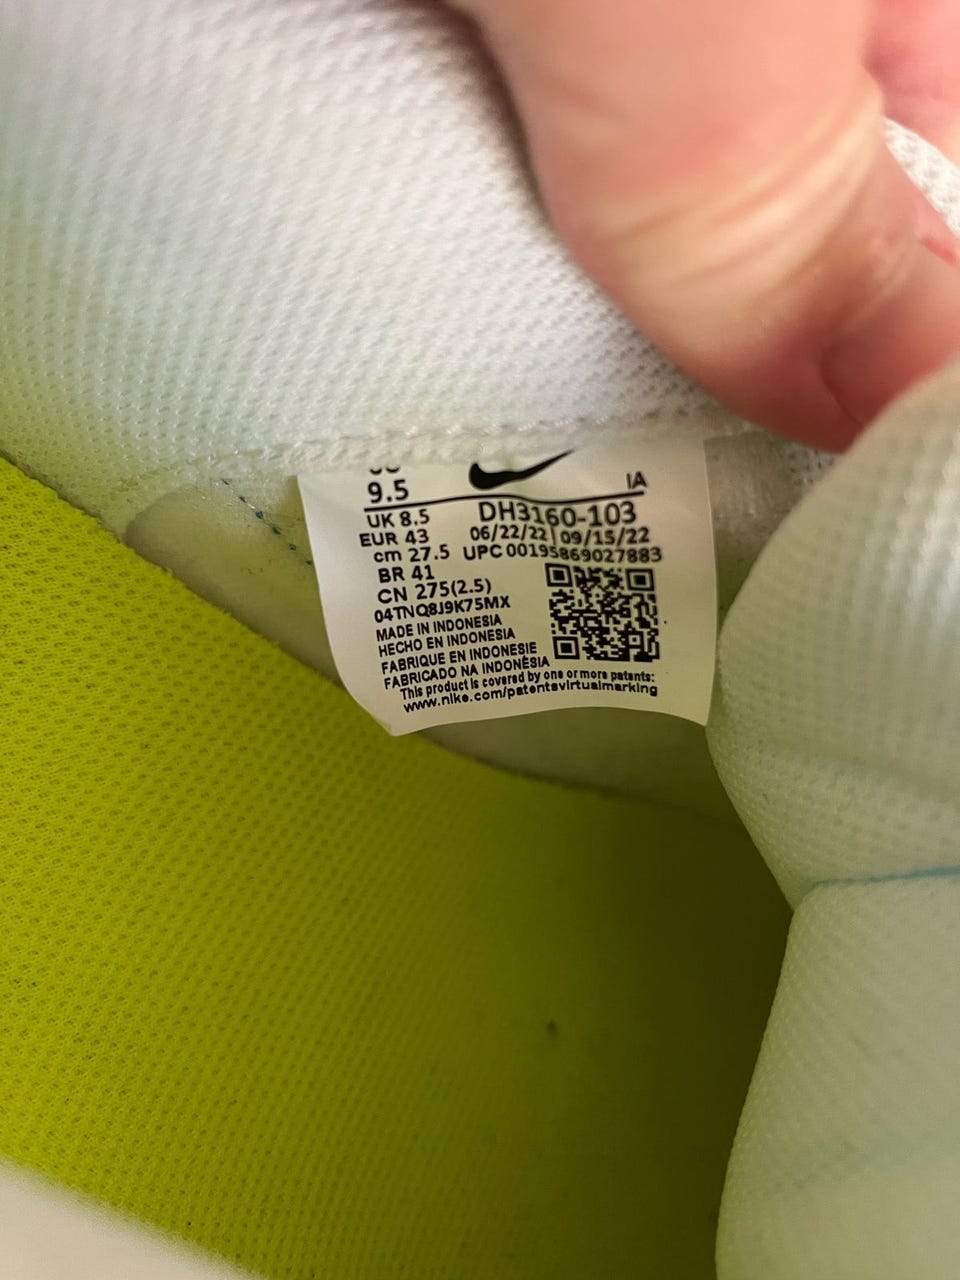 9.5 IA
UK 8.5 DH3160-103
EUR 43 06/22/22 09/15/22
cm 27.5 UPC 00195869027883
BR 41
CN 275(2.5)
04TNQ8J9K75MX
MADE IN INDONESIA
HECHO EN INDONESIA
FABRIQUE EN INDONESIE
FABRICADO NA INDONÉSIA
This product is covered by one or more patents:
www.nike.com/patentsvirtualmarking